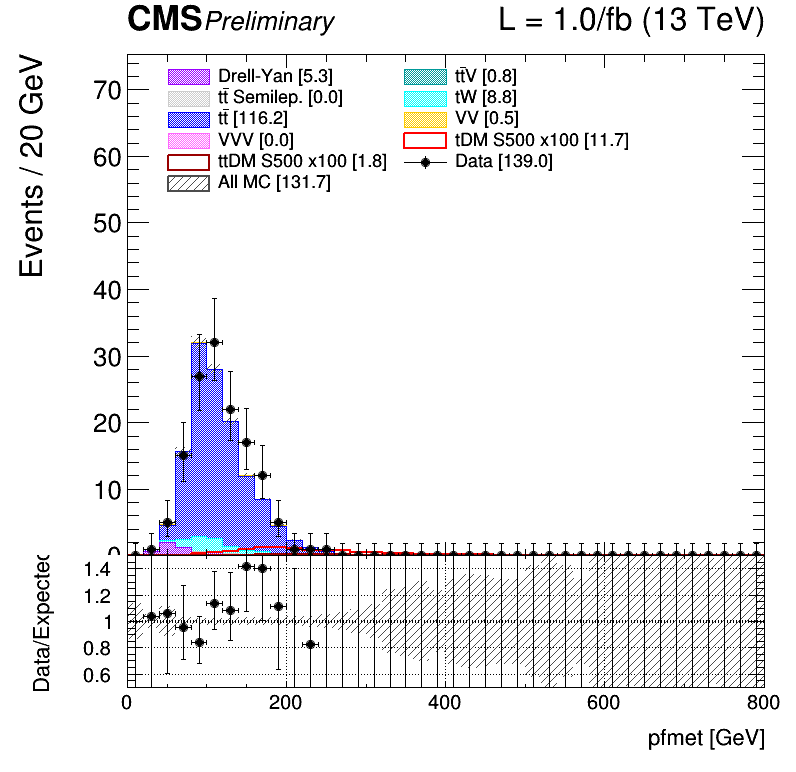 CMS Preliminary L = 1.0/fb (13 TeV)
Events / 20 GeV
Drell-Yan [5.3]
tt̄ Semilep. [0.0]
tt̄ [116.2]
VVV [0.0]
ttDM S500 x100 [1.8]
All MC [131.7]
tt̄V [0.8]
tW [8.8]
VV [0.5]
tDM S500 x100 [11.7]
Data [139.0]
70
60
50
40
30
20
10
0
Data/Expected
1.4
1.2
1
0.8
0.6
0 200 400 600 800
pfmet [GeV]